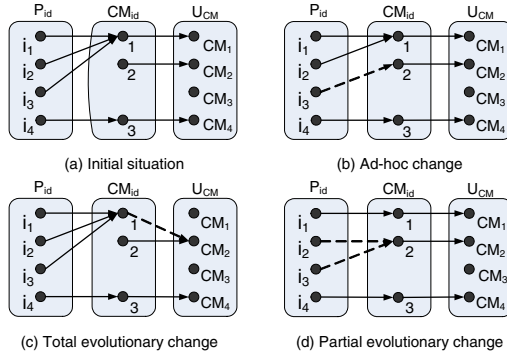 P_id CM_id U_CM P_id CM_id U_CM
i_1 1 CM_1 i_1 1 CM_1
i_2 2 CM_2 i_2 2 CM_2
i_3 CM_3 i_3 CM_3
i_4 3 CM_4 i_4 3 CM_4
(a) Initial situation (b) Ad-hoc change
P_id CM_id U_CM P_id CM_id U_CM
i_1 1 CM_1 i_1 1 CM_1
i_2 2 CM_2 i_2 2 CM_2
i_3 CM_3 i_3 CM_3
i_4 3 CM_4 i_4 3 CM_4
(c) Total evolutionary change (d) Partial evolutionary change